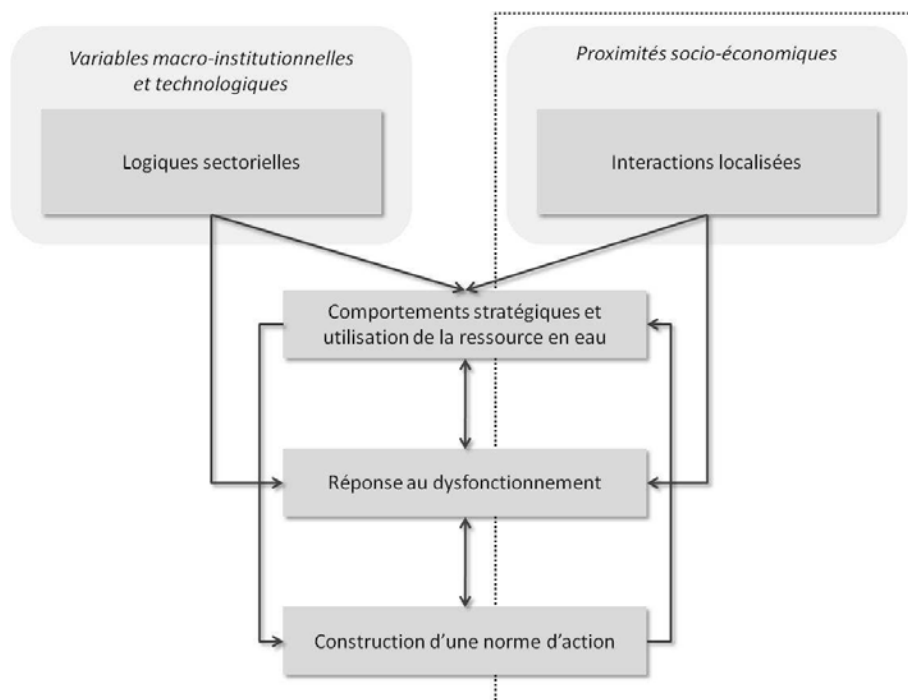 Variables macro-institutionnelles
et technologiques
Logiques sectorielles
Proximités socio-économiques
Interactions localisées
Comportements stratégiques et
utilisation de la ressource en eau
Réponse au dysfonctionnement
Construction d'une norme d'action